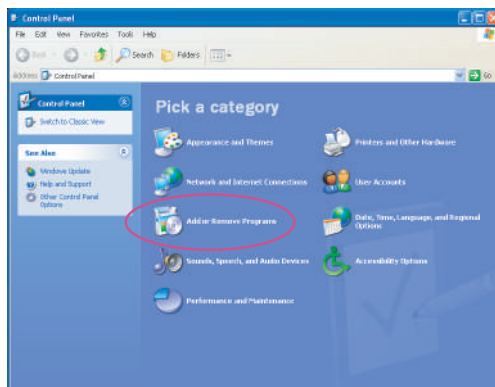 Control Panel
File Edit View Favorites Tools Help
Back Search Folders
Address Control Panel Go
Control Panel
Switch to Classic View
See Also
Windows Update
Help and Support
Other Control Panel
Options
Pick a category
Appearance and Themes
Printers and Other Hardware
Network and Internet Connections
User Accounts
Add or Remove Programs
Date, Time, Language, and Regional
Options
Sounds, Speech, and Audio Devices
Accessibility Options
Performance and Maintenance